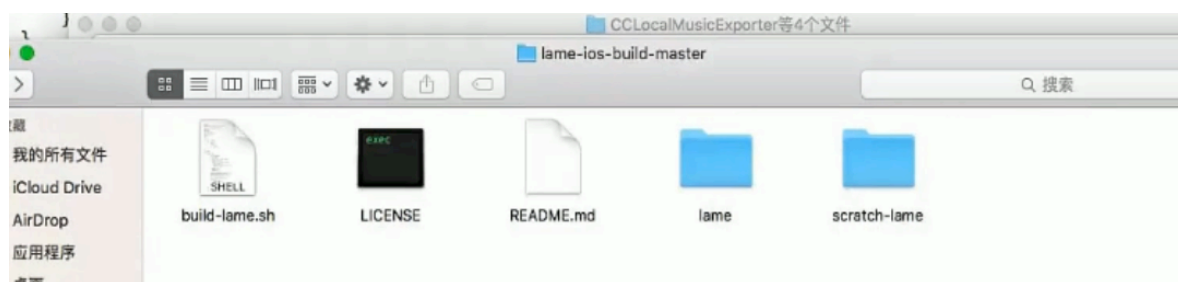 CCLocalMusicExporter等4个文件
lame-ios-build-master
搜索
我的所有文件
iCloud Drive
AirDrop
应用程序
exec
SHELL
build-lame.sh
LICENSE
README.md
lame
scratch-lame